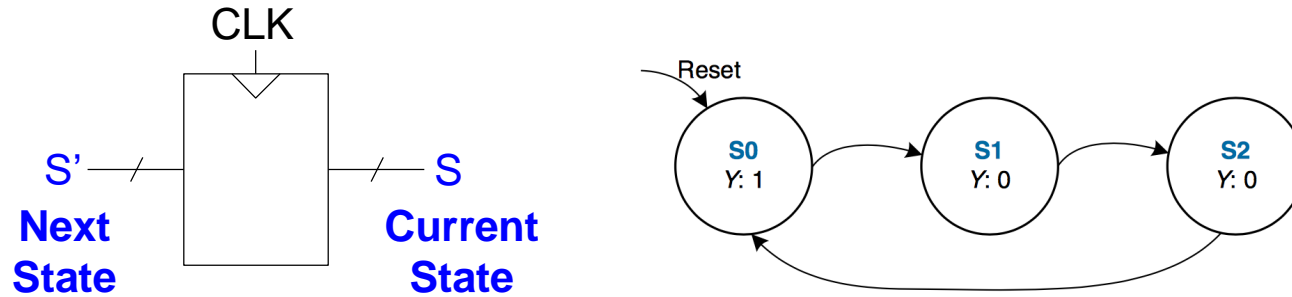 CLK
S’
S
Next
State
Current
State
Reset
S0
Y: 1
S1
Y: 0
S2
Y: 0